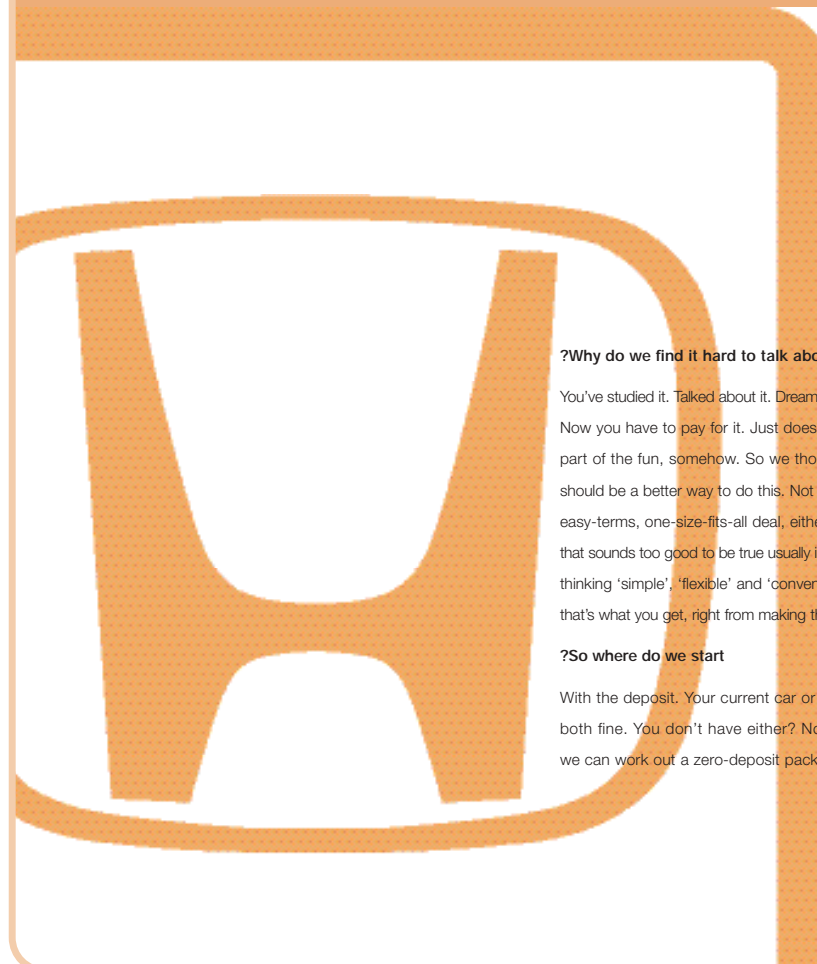 ?Why do we find it hard to talk abo
You've studied it. Talked about it. Dream
Now you have to pay for it. Just does
part of the fun, somehow. So we tho
should be a better way to do this. Not
easy-terms, one-size-fits-all deal, eithe
that sounds too good to be true usually i
thinking ‘simple’, ‘flexible’ and ‘conven
that's what you get, right from making th
?So where do we start
With the deposit. Your current car or
both fine. You don't have either? No
we can work out a zero-deposit pack